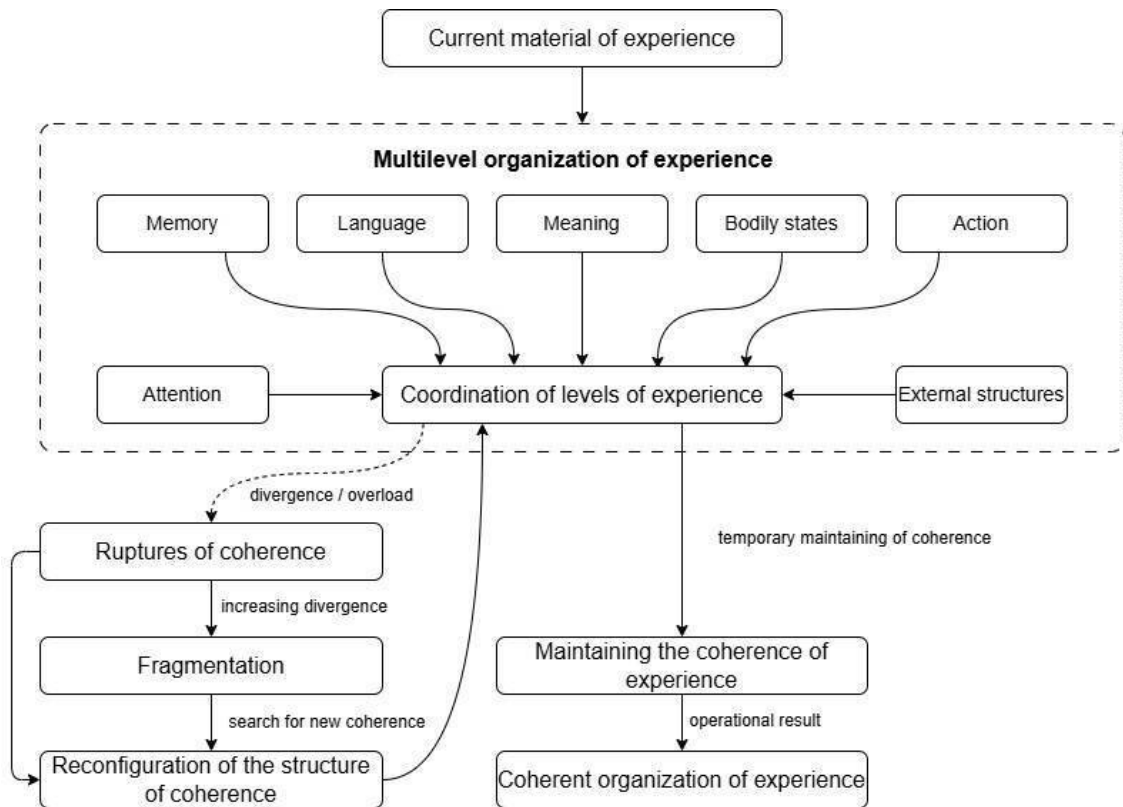 Current material of experience
Multilevel organization of experience
Memory
Language
Meaning
Bodily states
Action
Attention
Coordination of levels of experience
External structures
divergence / overload
Ruptures of coherence
temporary maintaining of coherence
increasing divergence
Fragmentation
Maintaining the coherence of
experience
search for new coherence
operational result
Reconfiguration of the structure
of coherence
Coherent organization of experience